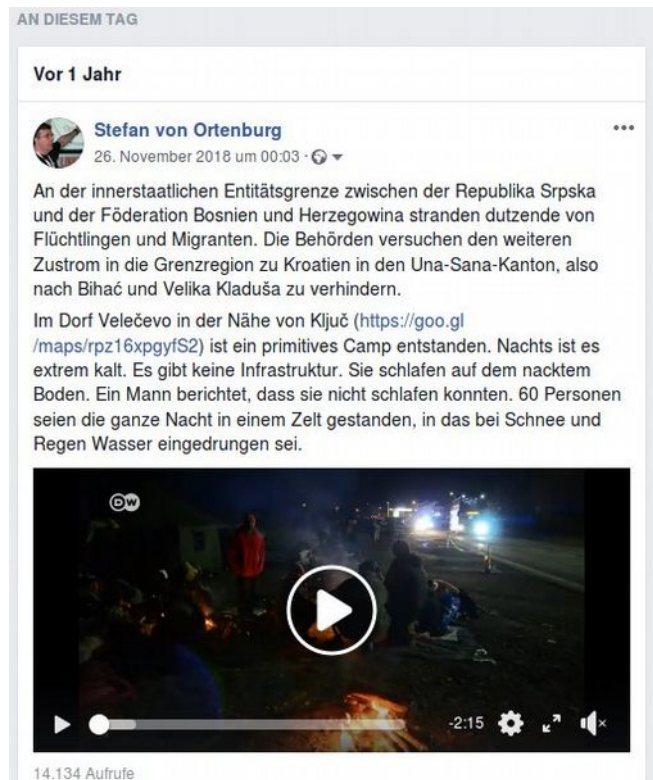 AN DIESEM TAG
Vor 1 Jahr
Stefan von Ortenburg
26. November 2018 um 00:03 ·
An der innerstaatlichen Entitätsgrenze zwischen der Republika Srpska
und der Föderation Bosnien und Herzegowina stranden dutzende von
Flüchtlingen und Migranten. Die Behörden versuchen den weiteren
Zustrom in die Grenzregion zu Kroatien in den Una-Sana-Kanton, also
nach Bihać und Velika Kladuša zu verhindern.
Im Dorf Velečevo in der Nähe von Ključ (https://goo.gl
/maps/rpz16xpgyfS2) ist ein primitives Camp entstanden. Nachts ist es
extrem kalt. Es gibt keine Infrastruktur. Sie schlafen auf dem nacktem
Boden. Ein Mann berichtet, dass sie nicht schlafen konnten. 60 Personen
seien die ganze Nacht in einem Zelt gestanden, in das bei Schnee und
Regen Wasser eingedrungen sei.
DW
-2:15
14.134 Aufrufe